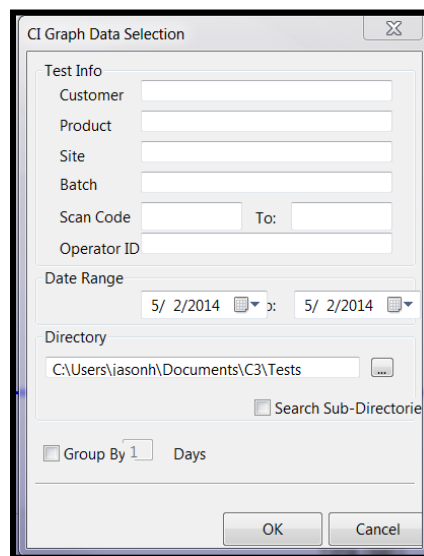 CI Graph Data Selection
Test Info
Customer
Product
Site
Batch
Scan Code To:
Operator ID
Date Range
5/ 2/2014 o: 5/ 2/2014
Directory
C:\Users\jasonh\Documents\C3\Tests ...
Search Sub-Directorie
Group By 1 Days
OK Cancel